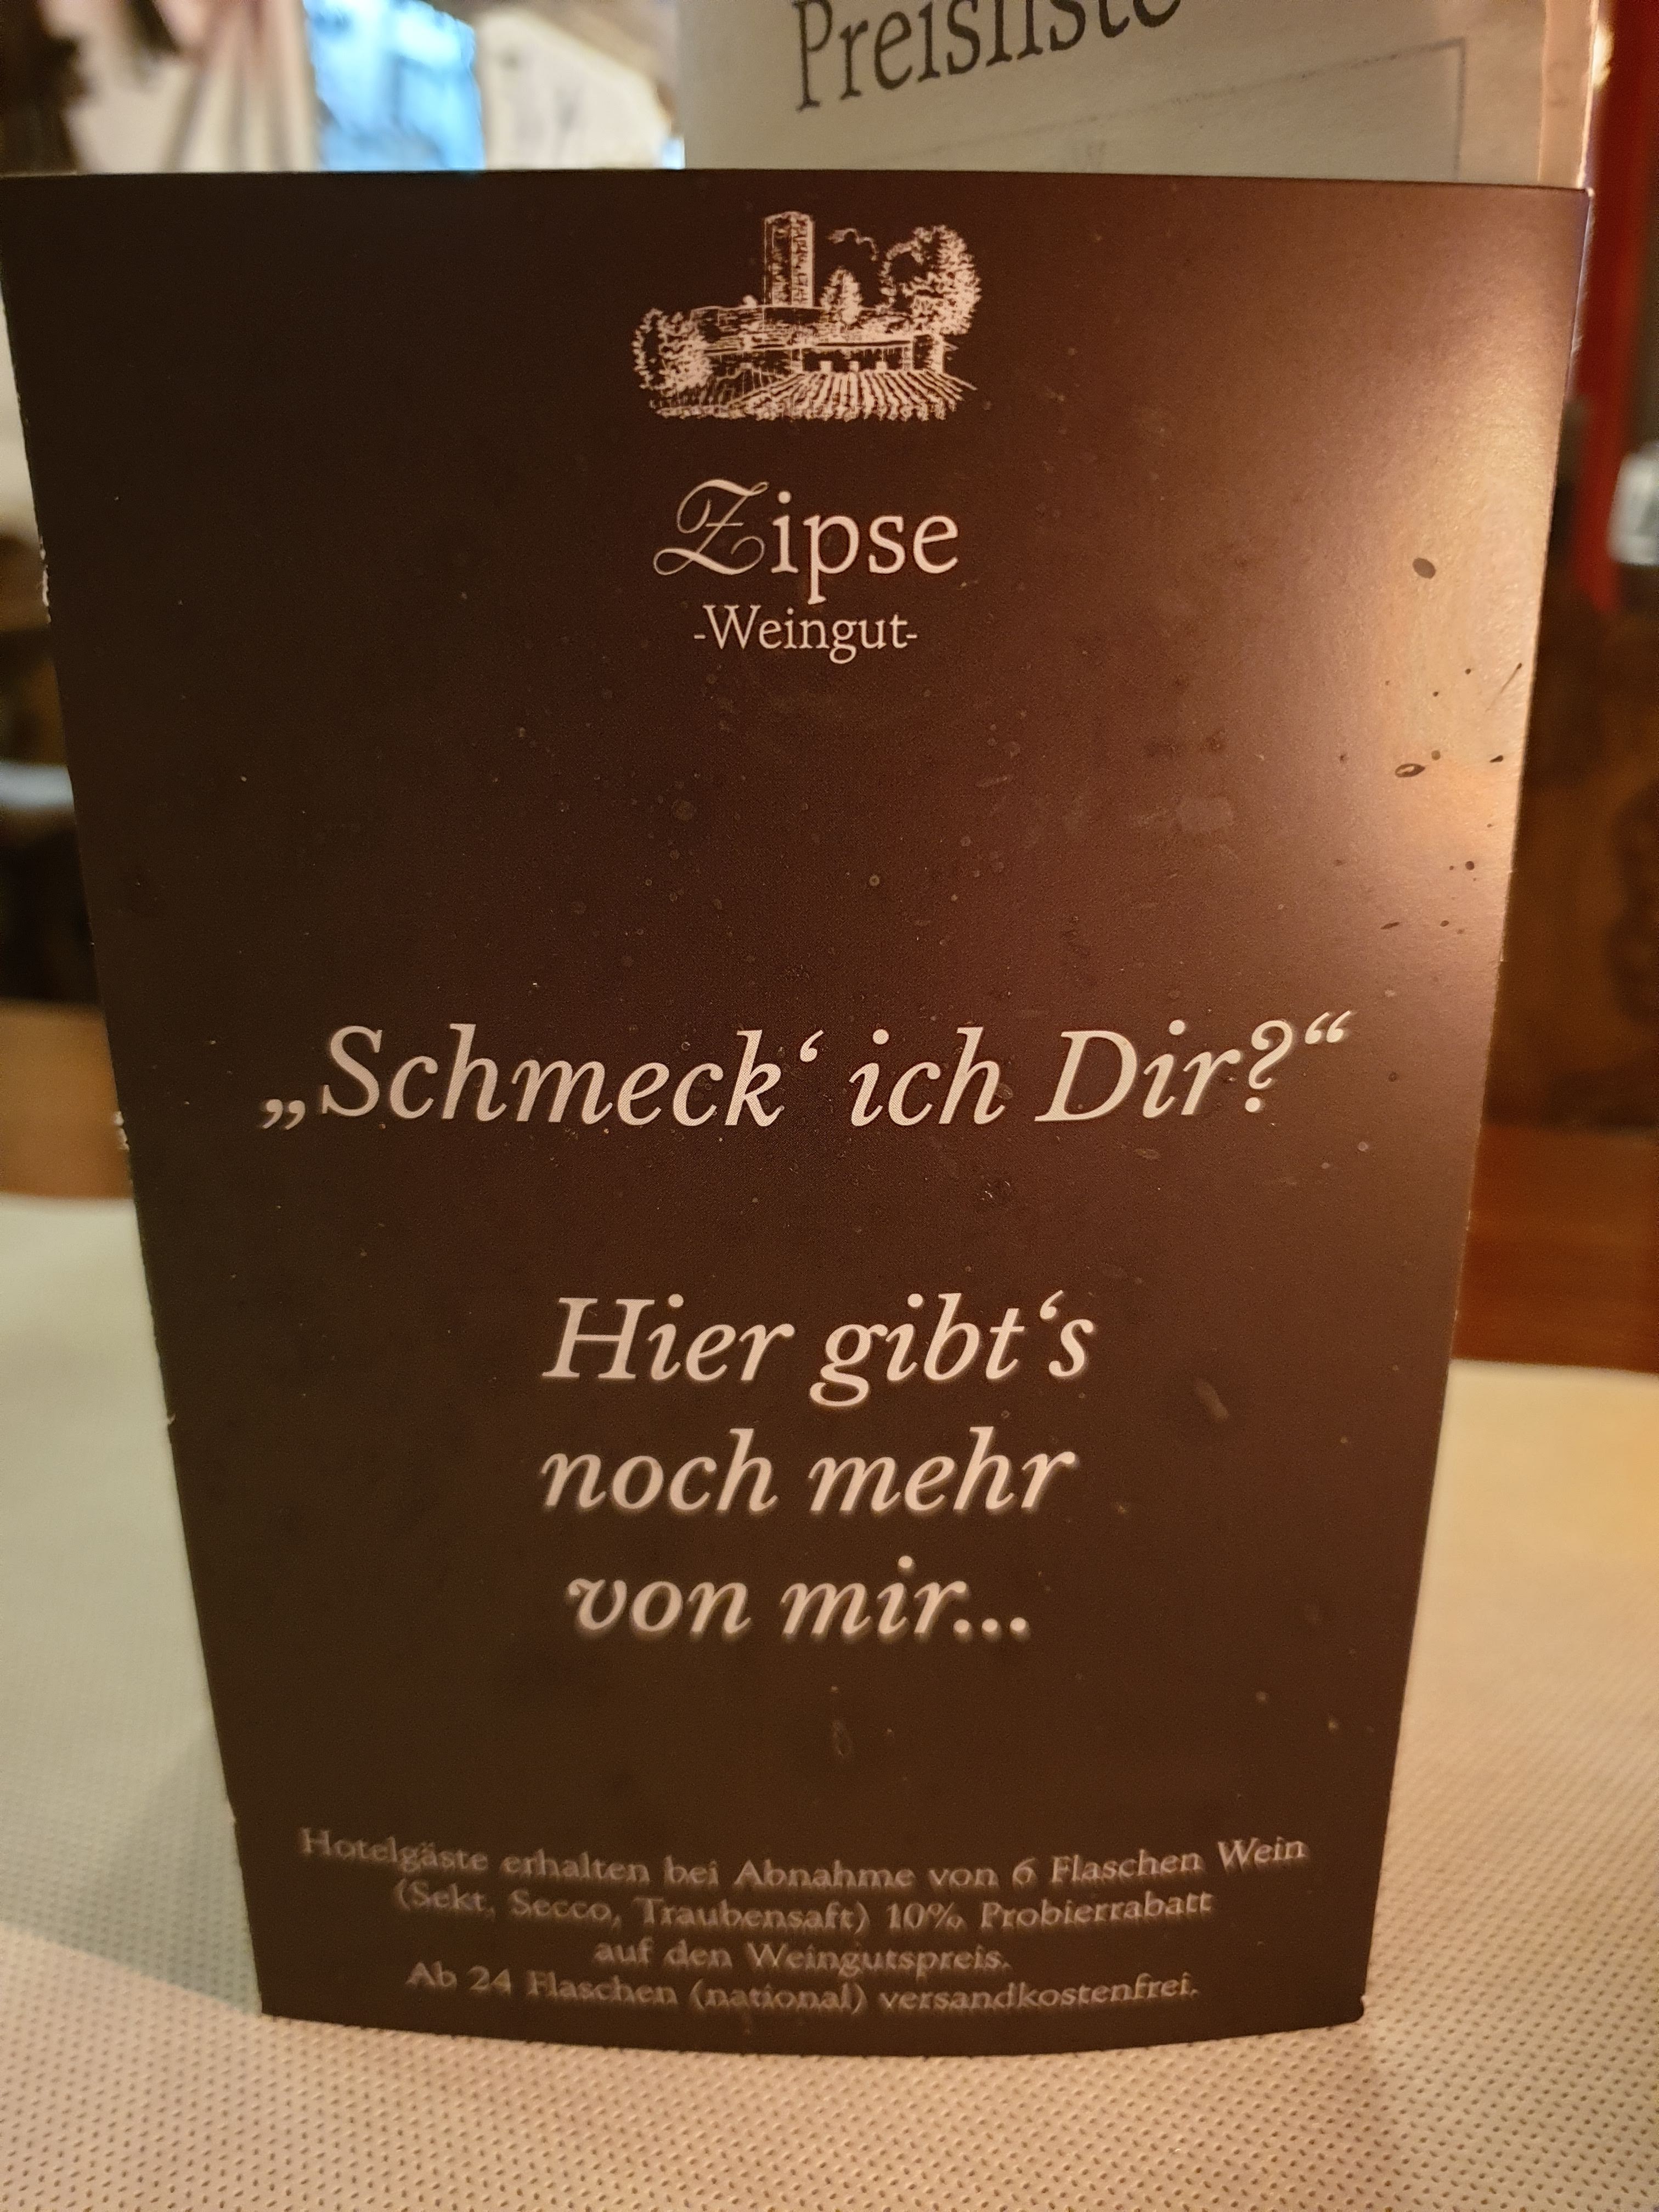 Preisliste
Zipse
-Weingut-
„Schmeck‘ ich Dir?“
Hier gibt‘s
noch mehr
von mir...
Hotelgäste erhalten bei Abnahme von 6 Flaschen Wein
(Sekt, Secco, Traubensaft) 10% Probierrabatt
auf den Weingutspreis.
Ab 24 Flaschen (national) versandkostenfrei.